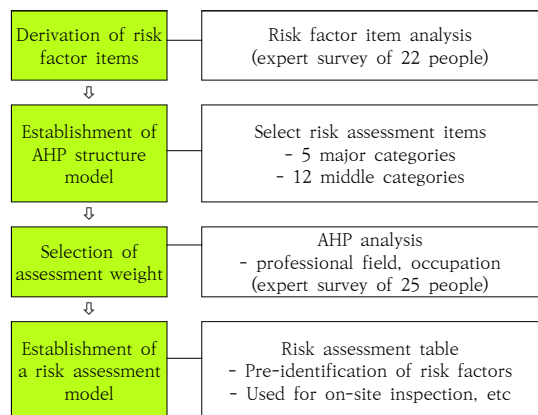 Derivation of risk
factor items
Risk factor item analysis
(expert survey of 22 people)
⇩
Establishment of
AHP structure
model
Select risk assessment items
- 5 major categories
- 12 middle categories
⇩
Selection of
assessment weight
AHP analysis
- professional field, occupation
(expert survey of 25 people)
⇩
Establishment of
a risk assessment
model
Risk assessment table
- Pre-identification of risk factors
- Used for on-site inspection, etc